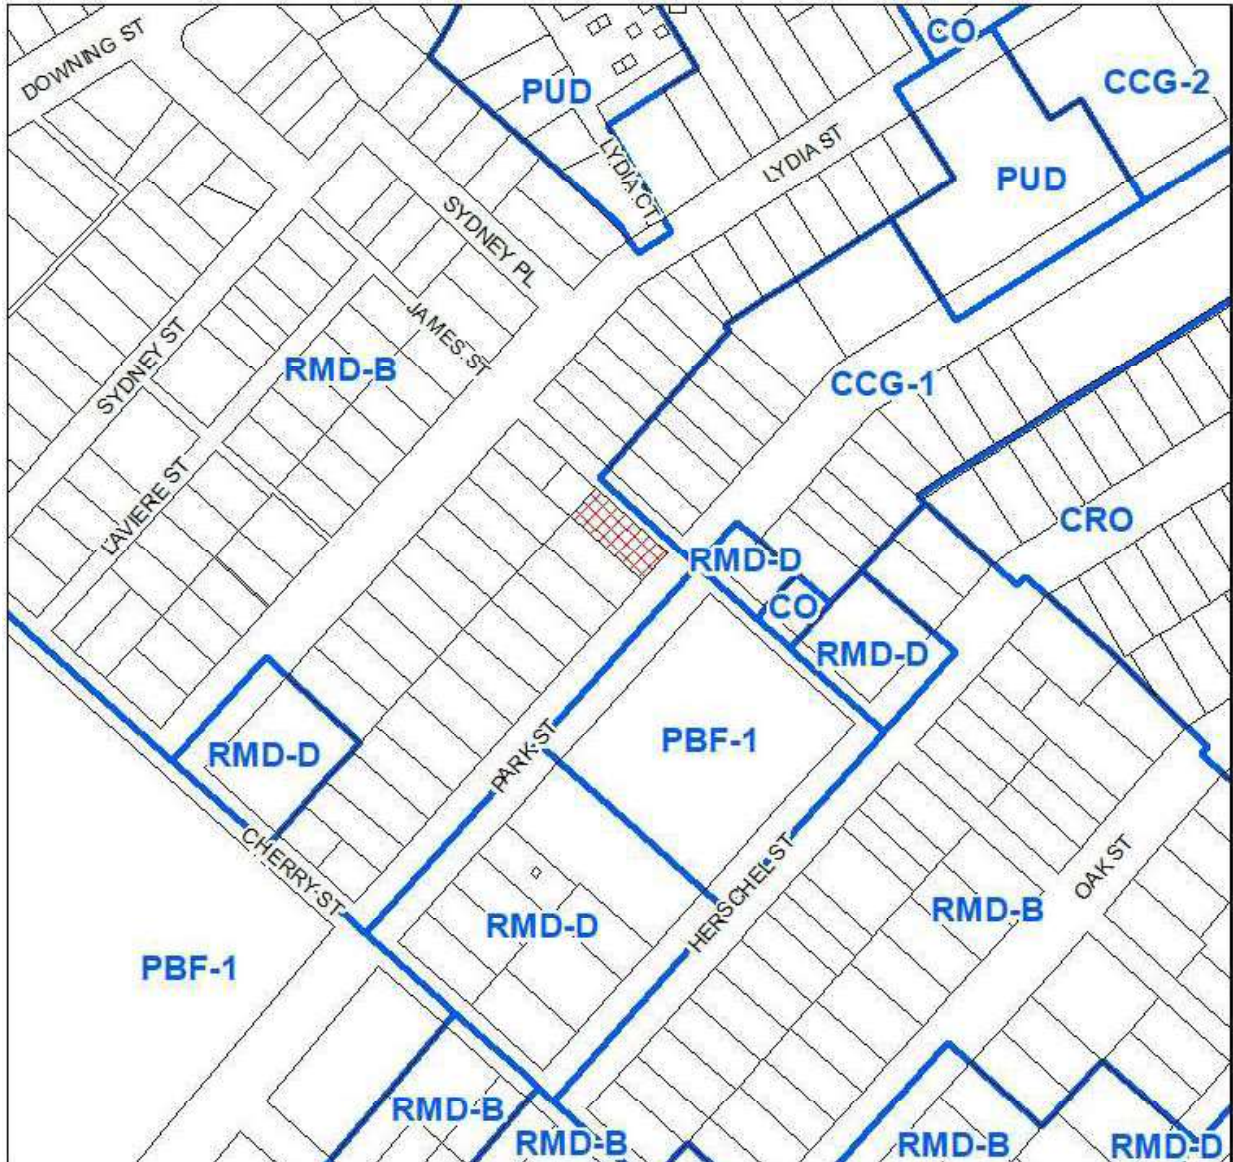 DOWNING ST
CO
PUD
CCG-2
LYDIA CT
LYDIA ST
PUD
SYDNEY PL
JAMES ST
SYDNEY ST
RMD-B
CCG-1
LAVIERE ST
CRO
RMD-D
CO
RMD-D
RMD-D
PARK ST
PBF-1
CHERRY ST
HERSCHEL ST
OAK ST
RMD-D
RMD-B
PBF-1
RMD-B
RMD-B
RMD-B
RMD-D